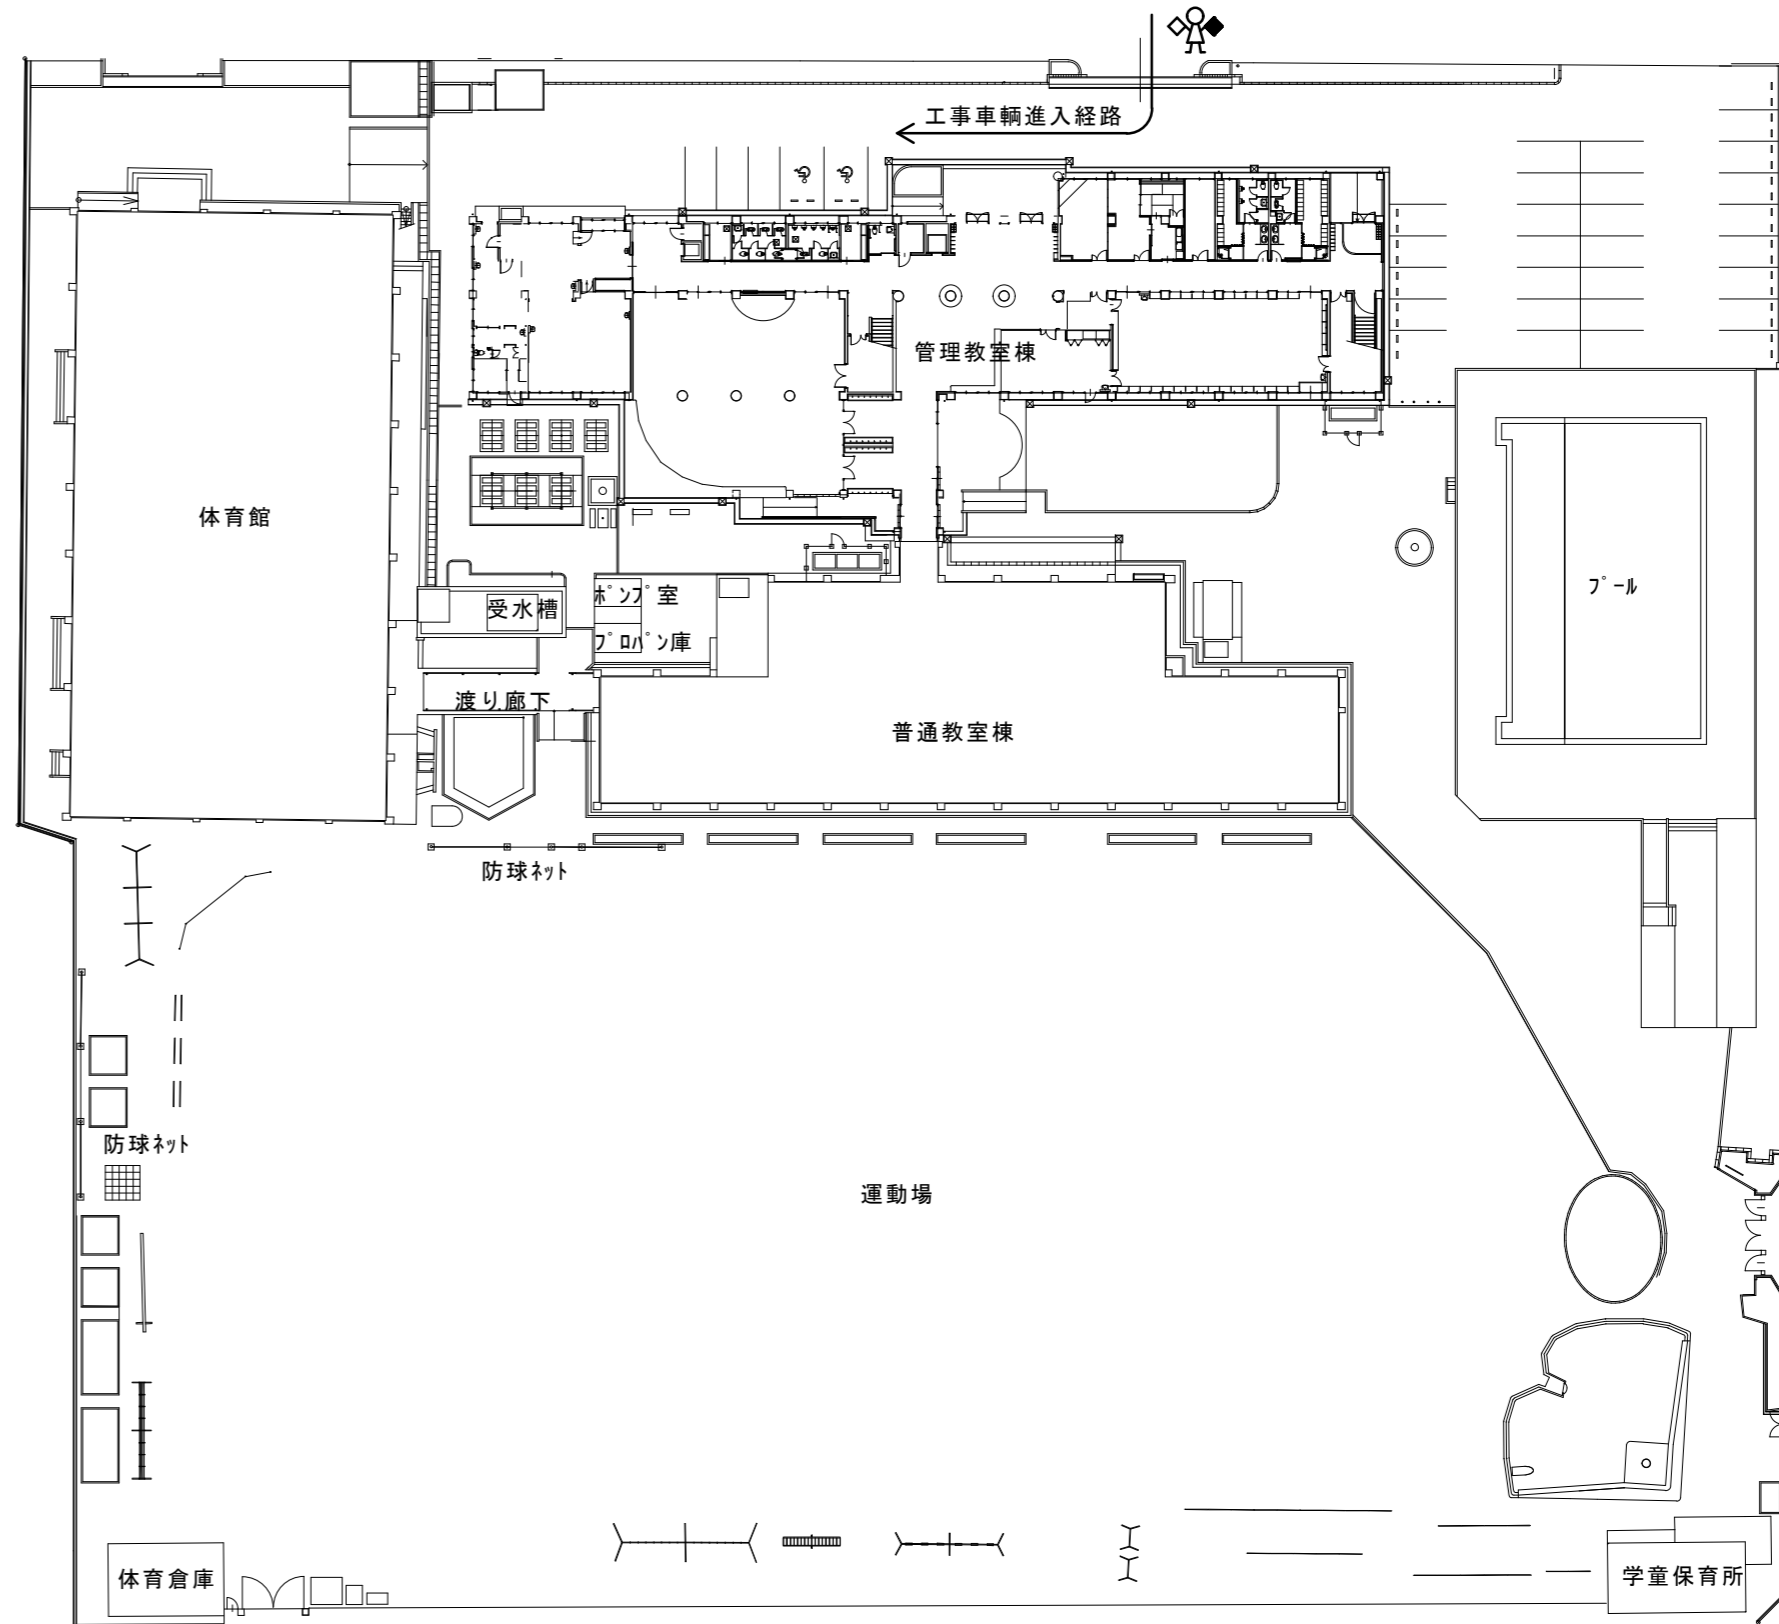 工事車輌進入経路
管理教室棟
体育館
ﾌﾟｰﾙ
ﾎﾟﾝﾌﾟ室
受水槽
ﾌﾟﾛﾊﾟﾝ庫
渡り廊下
普通教室棟
防球ﾈｯﾄ
防球ﾈｯﾄ
運動場
体育倉庫
学童保育所